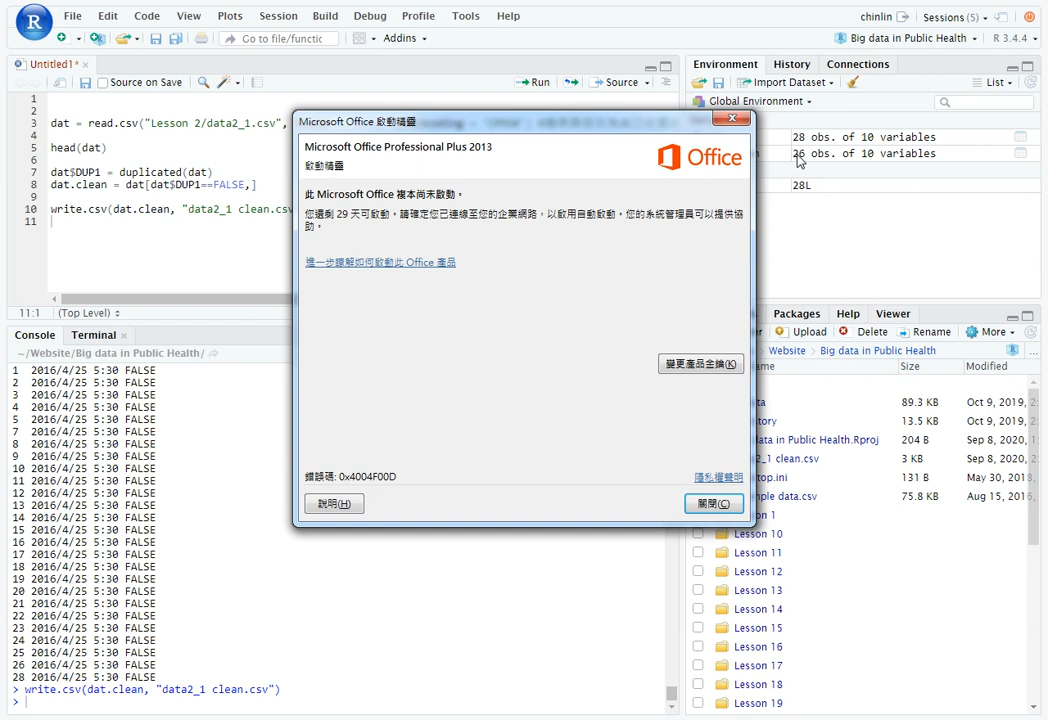 File Edit Code View Plots Session Build Debug Profile Tools Help
chinlin Sessions (5)
Go to file/functic Addins
Big data in Public Health R 3.4.4
Untitled1*
Source on Save Run Source
1
2
3 dat = read.csv("Lesson 2/data2_1.csv",
4
5 head(dat)
6
7 dat$DUP1 = duplicated(dat)
8 dat.clean = dat[dat$DUP1==FALSE,]
9
10 write.csv(dat.clean, "data2_1 clean.csv
11
11:1 (Top Level)
Console Terminal
~/Website/Big data in Public Health/
1 2016/4/25 5:30 FALSE
2 2016/4/25 5:30 FALSE
3 2016/4/25 5:30 FALSE
4 2016/4/25 5:30 FALSE
5 2016/4/25 5:30 FALSE
7 2016/4/25 5:30 FALSE
8 2016/4/25 5:30 FALSE
9 2016/4/25 5:30 FALSE
10 2016/4/25 5:30 FALSE
11 2016/4/25 5:30 FALSE
12 2016/4/25 5:30 FALSE
13 2016/4/25 5:30 FALSE
14 2016/4/25 5:30 FALSE
15 2016/4/25 5:30 FALSE
16 2016/4/25 5:30 FALSE
17 2016/4/25 5:30 FALSE
18 2016/4/25 5:30 FALSE
19 2016/4/25 5:30 FALSE
20 2016/4/25 5:30 FALSE
21 2016/4/25 5:30 FALSE
22 2016/4/25 5:30 FALSE
23 2016/4/25 5:30 FALSE
24 2016/4/25 5:30 FALSE
25 2016/4/25 5:30 FALSE
26 2016/4/25 5:30 FALSE
28 2016/4/25 5:30 FALSE
> write.csv(dat.clean, "data2_1 clean.csv")
>
Microsoft Office 啟動精靈
Microsoft Office Professional Plus 2013
啟動精靈
Office
此 Microsoft Office 複本尚未啟動。
您還剩 29 天可啟動。請確定您已連線至您的企業網路，以啟用自動啟動。您的系統管理員可以提供協
助。
進一步瞭解如何啟動此 Office 產品
變更產品金鑰(K)
錯誤碼: 0x4004F00D
隱私權聲明
說明(H) 關閉(C)
Environment History Connections
Import Dataset List
Global Environment
28 obs. of 10 variables
26 obs. of 10 variables
28L
Packages Help Viewer
Upload Delete Rename More
Website Big data in Public Health
ame Size Modified
ta 89.3 KB Oct 9, 2019,
tory 13.5 KB Oct 9, 2019,
data in Public Health.Rproj 204 B Sep 8, 2020,
2_1 clean.csv 3 KB Sep 8, 2020,
top.ini 131 B May 30, 2018
mple data.csv 75.8 KB Aug 15, 2016,
n 1
Lesson 10
Lesson 11
Lesson 12
Lesson 13
Lesson 14
Lesson 15
Lesson 16
Lesson 17
Lesson 18
Lesson 19